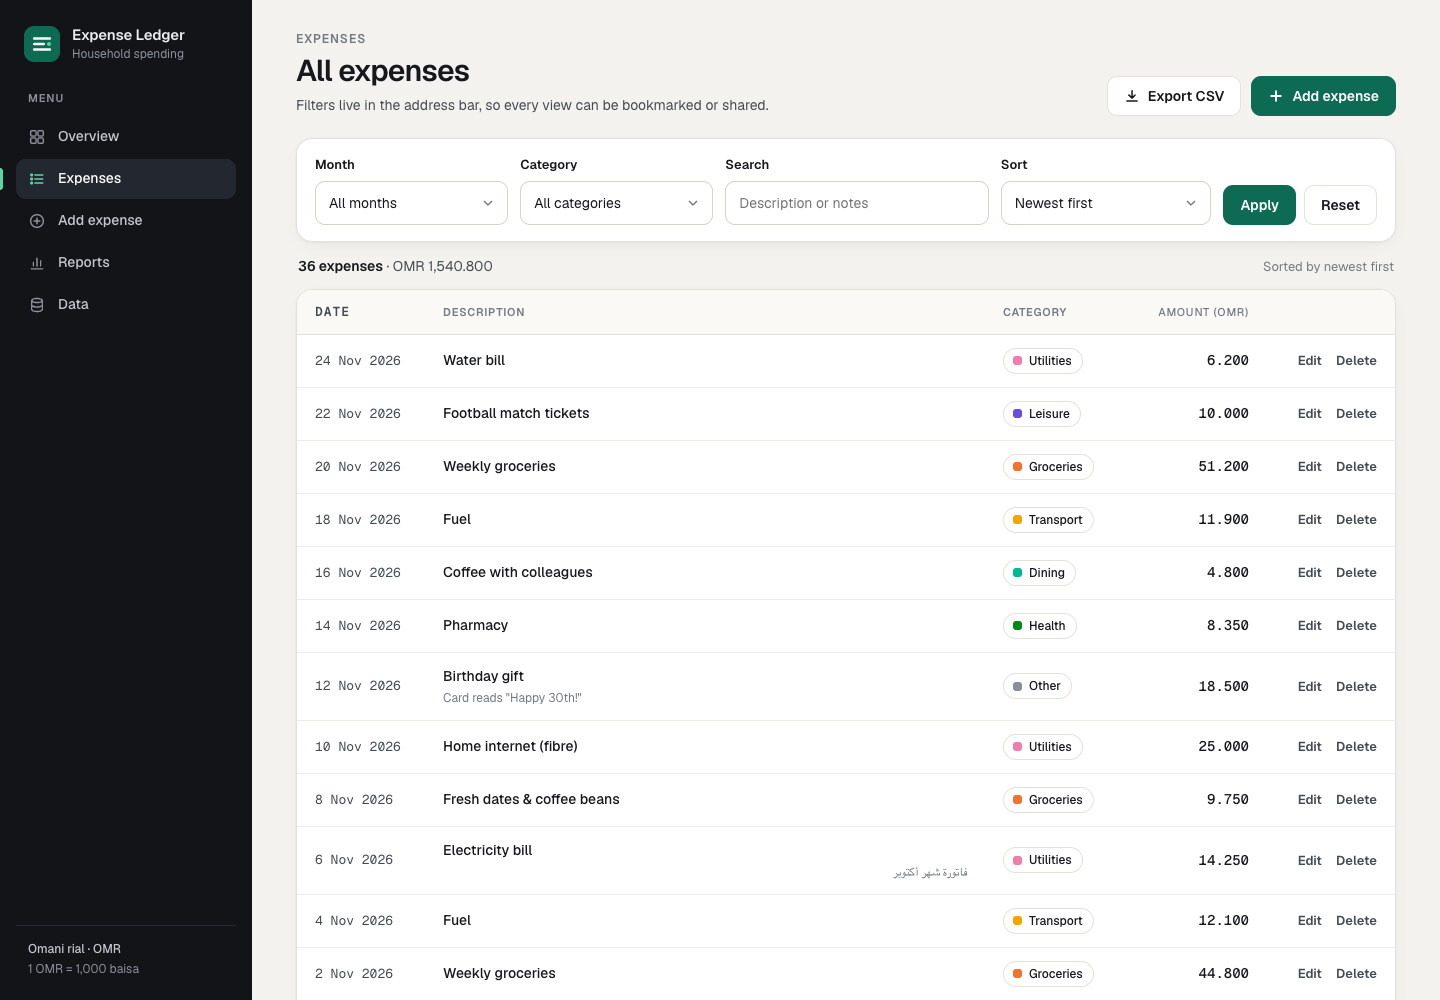 Expense Ledger
Household spending
MENU
Overview
Expenses
Add expense
Reports
Data
Omani rial · OMR
1 OMR = 1,000 baisa
EXPENSES
All expenses
Filters live in the address bar, so every view can be bookmarked or shared.
Export CSV
Add expense
Month Category Search Sort
All months All categories Description or notes Newest first Apply Reset
36 expenses · OMR 1,540.800 Sorted by newest first
DATE DESCRIPTION CATEGORY AMOUNT (OMR)
24 Nov 2026 Water bill Utilities 6.200 Edit Delete
22 Nov 2026 Football match tickets Leisure 10.000 Edit Delete
20 Nov 2026 Weekly groceries Groceries 51.200 Edit Delete
18 Nov 2026 Fuel Transport 11.900 Edit Delete
16 Nov 2026 Coffee with colleagues Dining 4.800 Edit Delete
14 Nov 2026 Pharmacy Health 8.350 Edit Delete
12 Nov 2026 Birthday gift Other 18.500 Edit Delete
Card reads "Happy 30th!"
10 Nov 2026 Home internet (fibre) Utilities 25.000 Edit Delete
8 Nov 2026 Fresh dates & coffee beans Groceries 9.750 Edit Delete
6 Nov 2026 Electricity bill Utilities 14.250 Edit Delete
فاتورة شهر أكتوبر
4 Nov 2026 Fuel Transport 12.100 Edit Delete
2 Nov 2026 Weekly groceries Groceries 44.800 Edit Delete